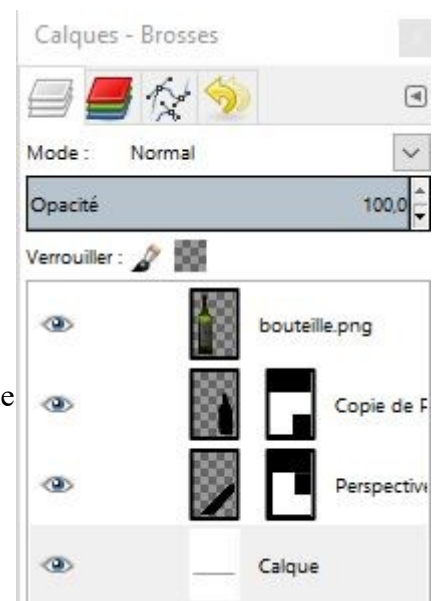 Calques - Brosses
Mode : Normal
Opacité 100,0
Verrouiller :
bouteille.png
e
Copie de P
Perspective
Calque